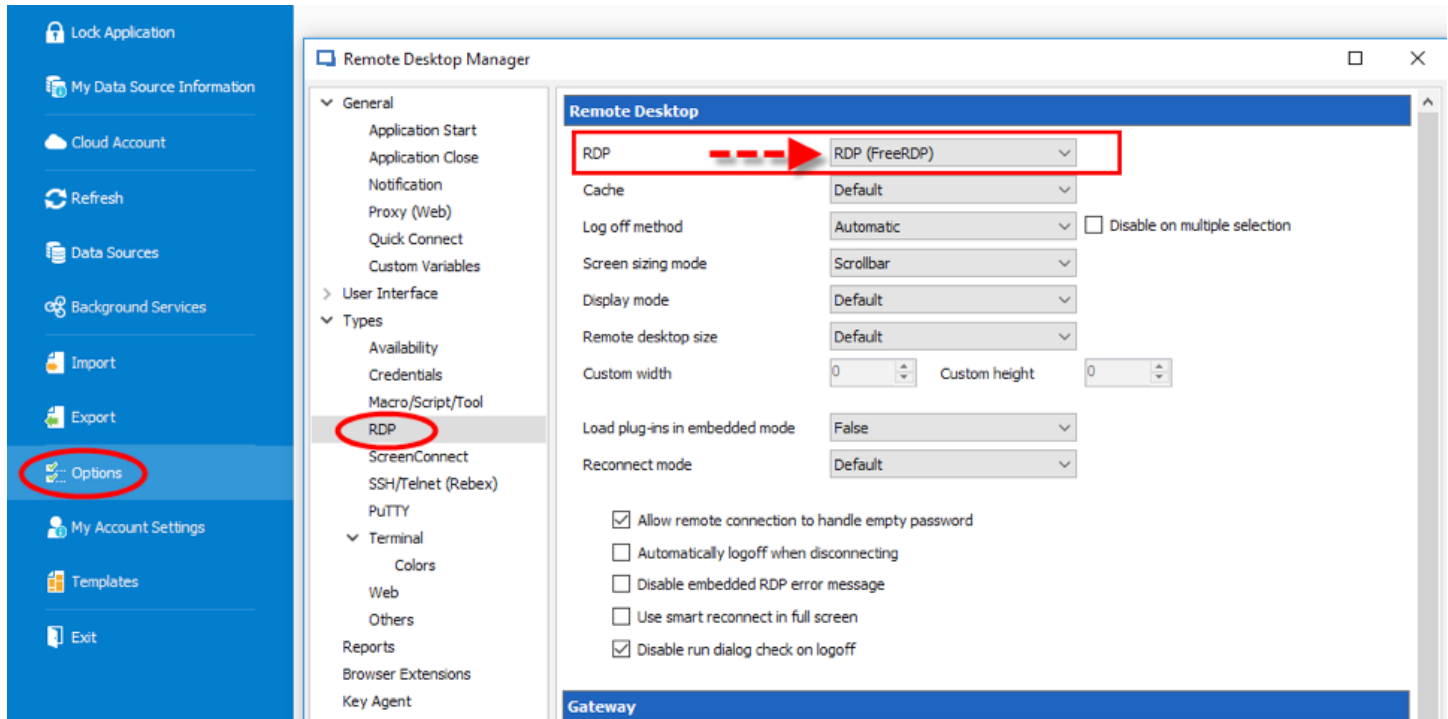 Lock Application
My Data Source Information
Cloud Account
Refresh
Data Sources
Background Services
Import
Export
Options
My Account Settings
Templates
Exit
Remote Desktop Manager
General
Application Start
Application Close
Notification
Proxy (Web)
Quick Connect
Custom Variables
User Interface
Types
Availability
Credentials
Macro/Script/Tool
RDP
ScreenConnect
SSH/Telnet (Rebex)
PuTTY
Terminal
Colors
Web
Others
Reports
Browser Extensions
Key Agent
Remote Desktop
RDP RDP (FreeRDP)
Cache Default
Log off method Automatic Disable on multiple selection
Screen sizing mode Scrollbar
Display mode Default
Remote desktop size Default
Custom width 0 Custom height 0
Load plug-ins in embedded mode False
Reconnect mode Default
Allow remote connection to handle empty password
Automatically logoff when disconnecting
Disable embedded RDP error message
Use smart reconnect in full screen
Disable run dialog check on logoff
Gateway